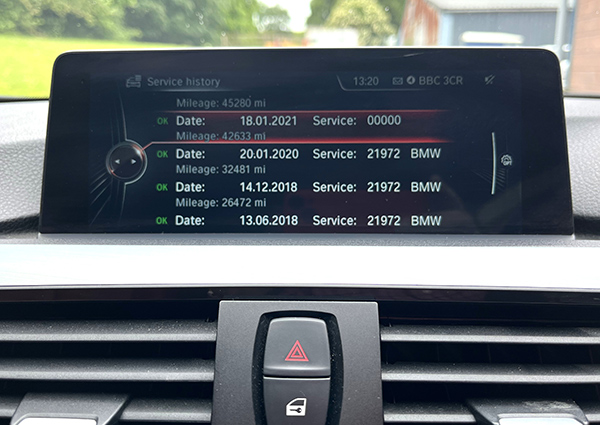 Service history 13:20 BBC 3CR
Mileage: 45280 mi
OK Date: 18.01.2021 Service: 00000
Mileage: 42633 mi
OK Date: 20.01.2020 Service: 21972 BMW
Mileage: 32481 mi
OK Date: 14.12.2018 Service: 21972 BMW
Mileage: 26472 mi
OK Date: 13.06.2018 Service: 21972 BMW